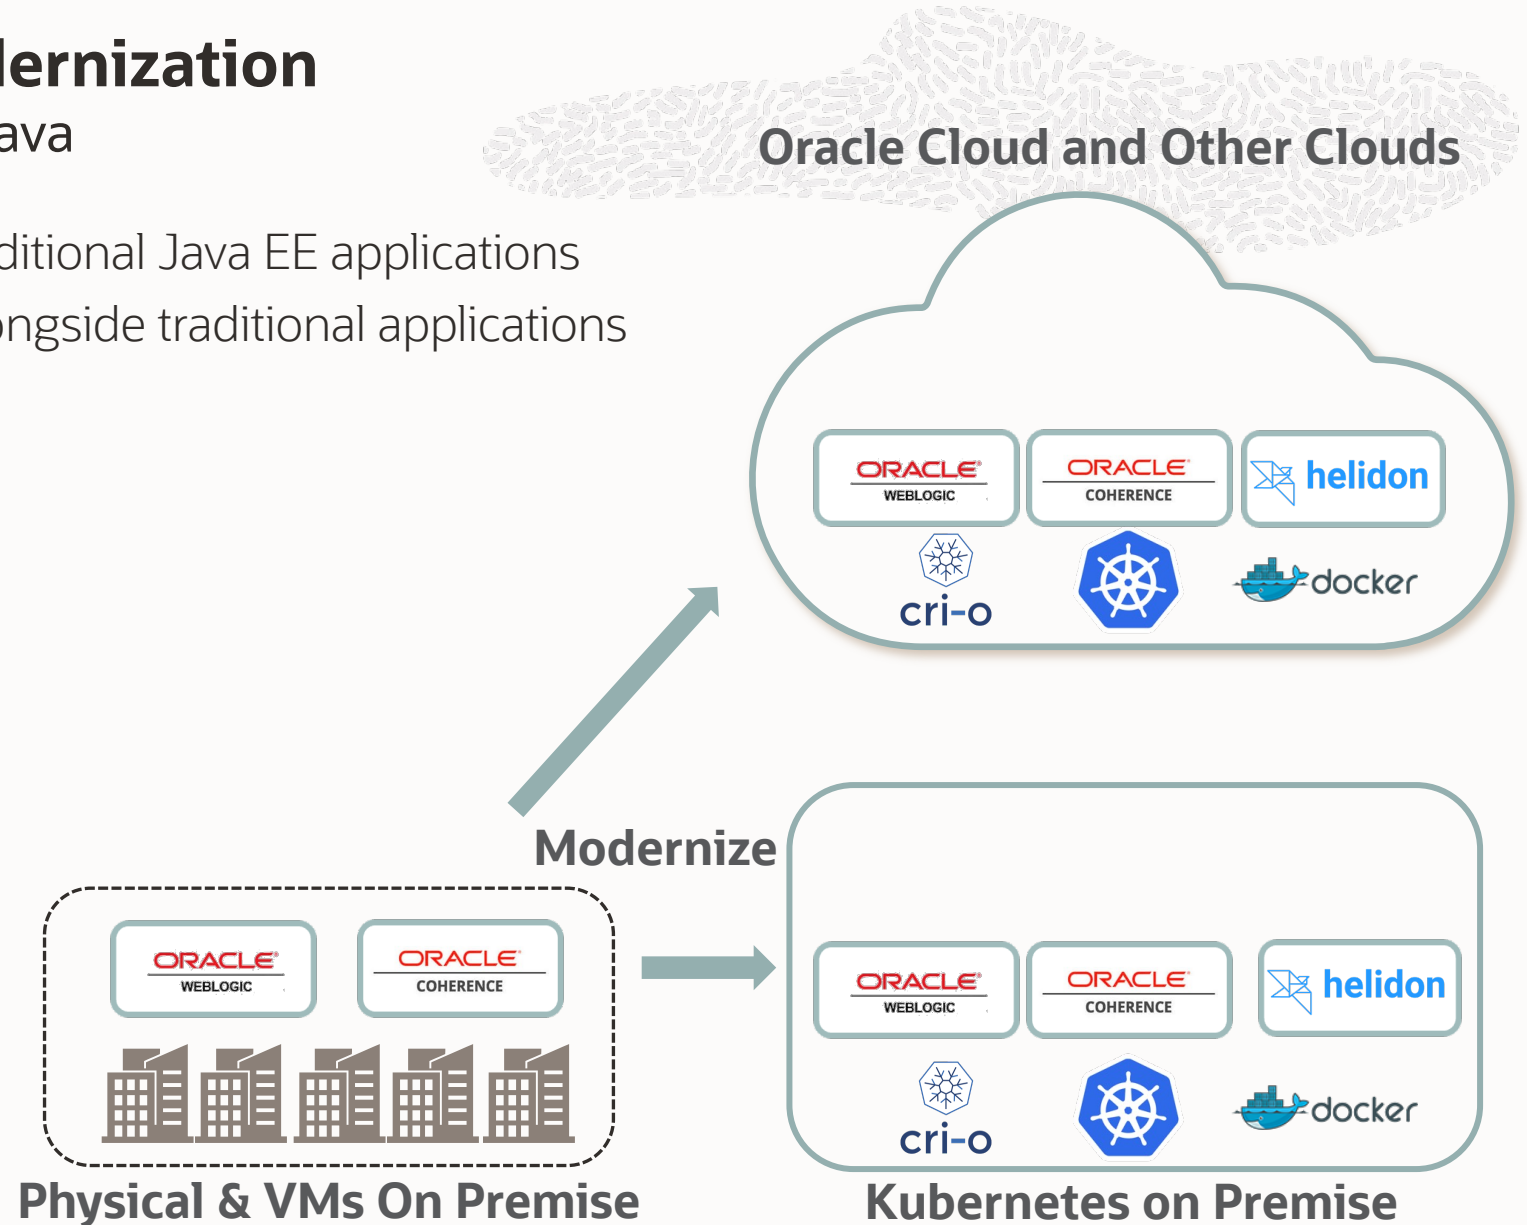 lernization
ava
ditional Java EE applications
ongside traditional applications
Oracle Cloud and Other Clouds
ORACLE®
WEBLOGIC
ORACLE®
COHERENCE
helidon
cri-o
docker
Modernize
ORACLE®
WEBLOGIC
ORACLE®
COHERENCE
ORACLE®
WEBLOGIC
ORACLE®
COHERENCE
helidon
cri-o
docker
Physical & VMs On Premise
Kubernetes on Premise